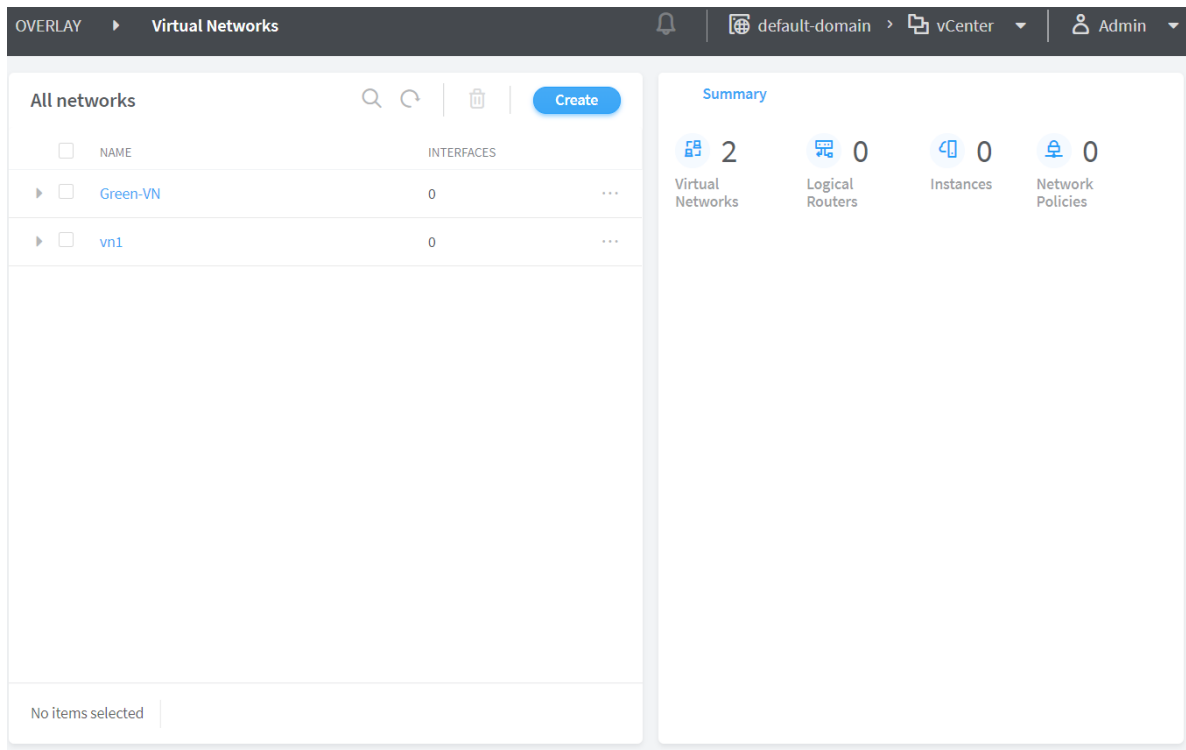 OVERLAY Virtual Networks default-domain > vCenter Admin
All networks Create
NAME INTERFACES
Green-VN 0 ...
vn1 0 ...
No items selected
Summary
2 0 0 0
Virtual Logical Instances Network
Networks Routers Policies